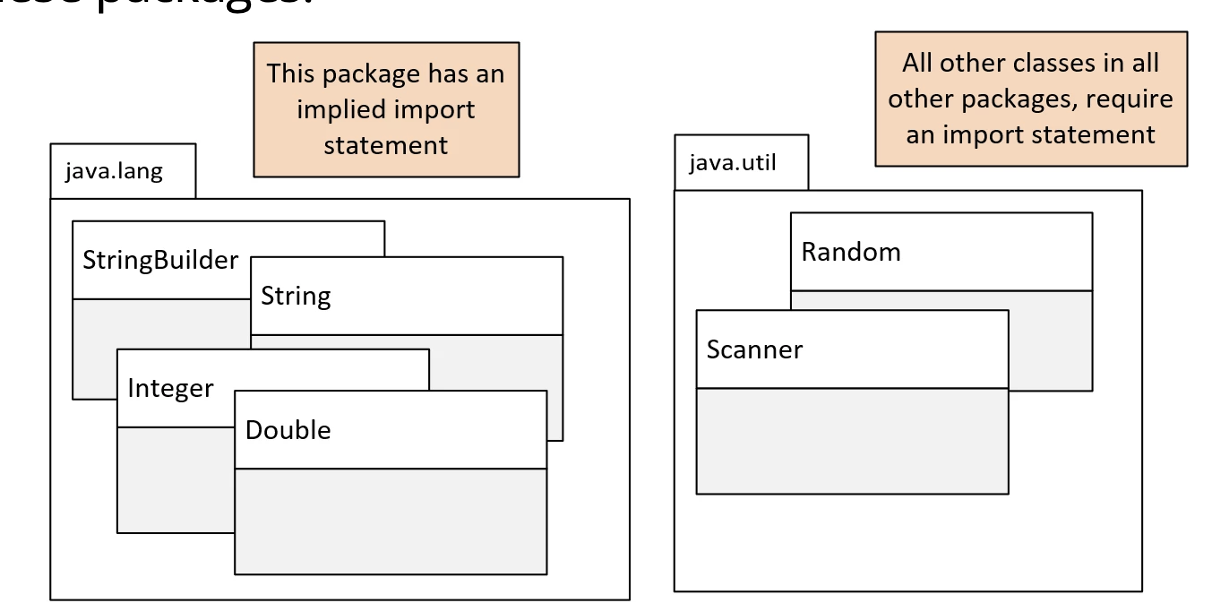 ese packages.
This package has an
implied import
statement
All other classes in all
other packages, require
an import statement
java.lang
StringBuilder
String
Integer
Double
java.util
Random
Scanner